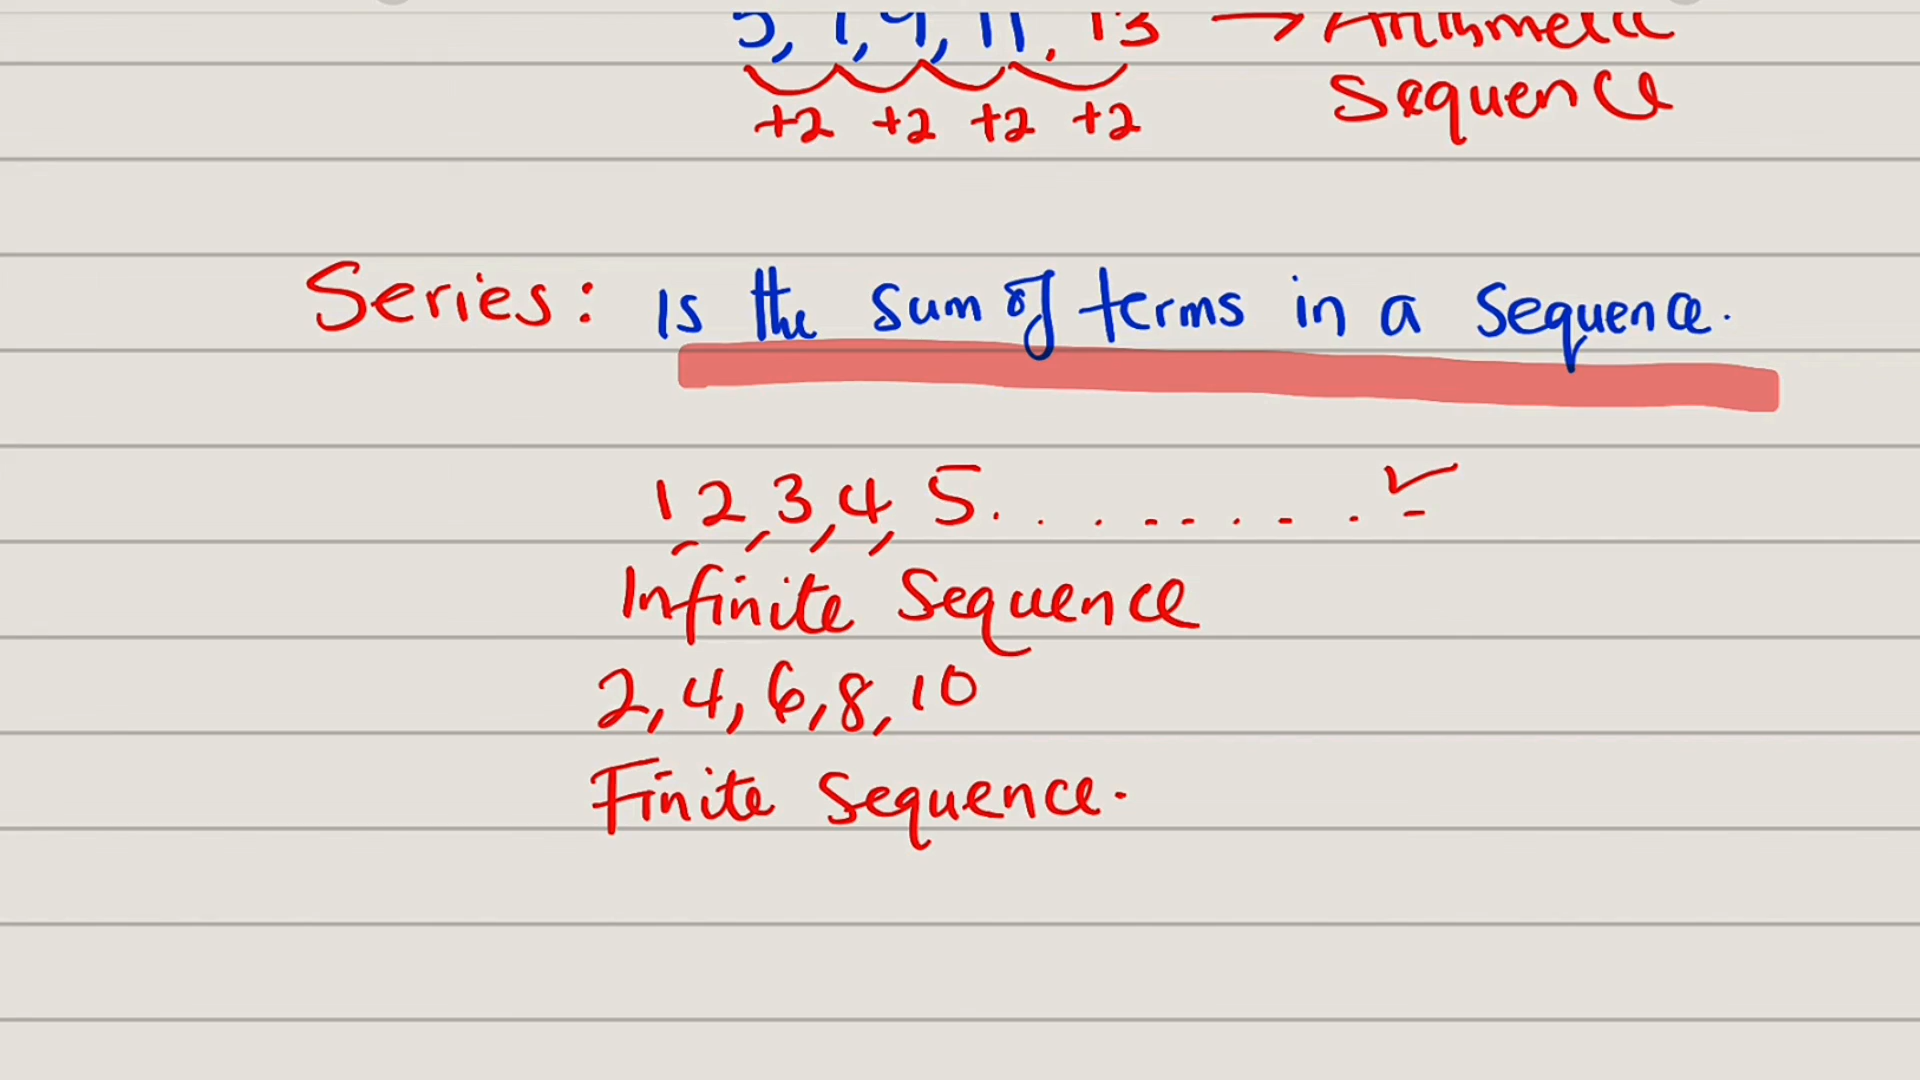 5, 7, 9, 11, 13 → Arithmetic
Sequence
+2 +2 +2 +2
Series: Is the sum of terms in a sequence.
1, 2, 3, 4, 5...........
Infinite Sequence
2, 4, 6, 8, 10
Finite Sequence.